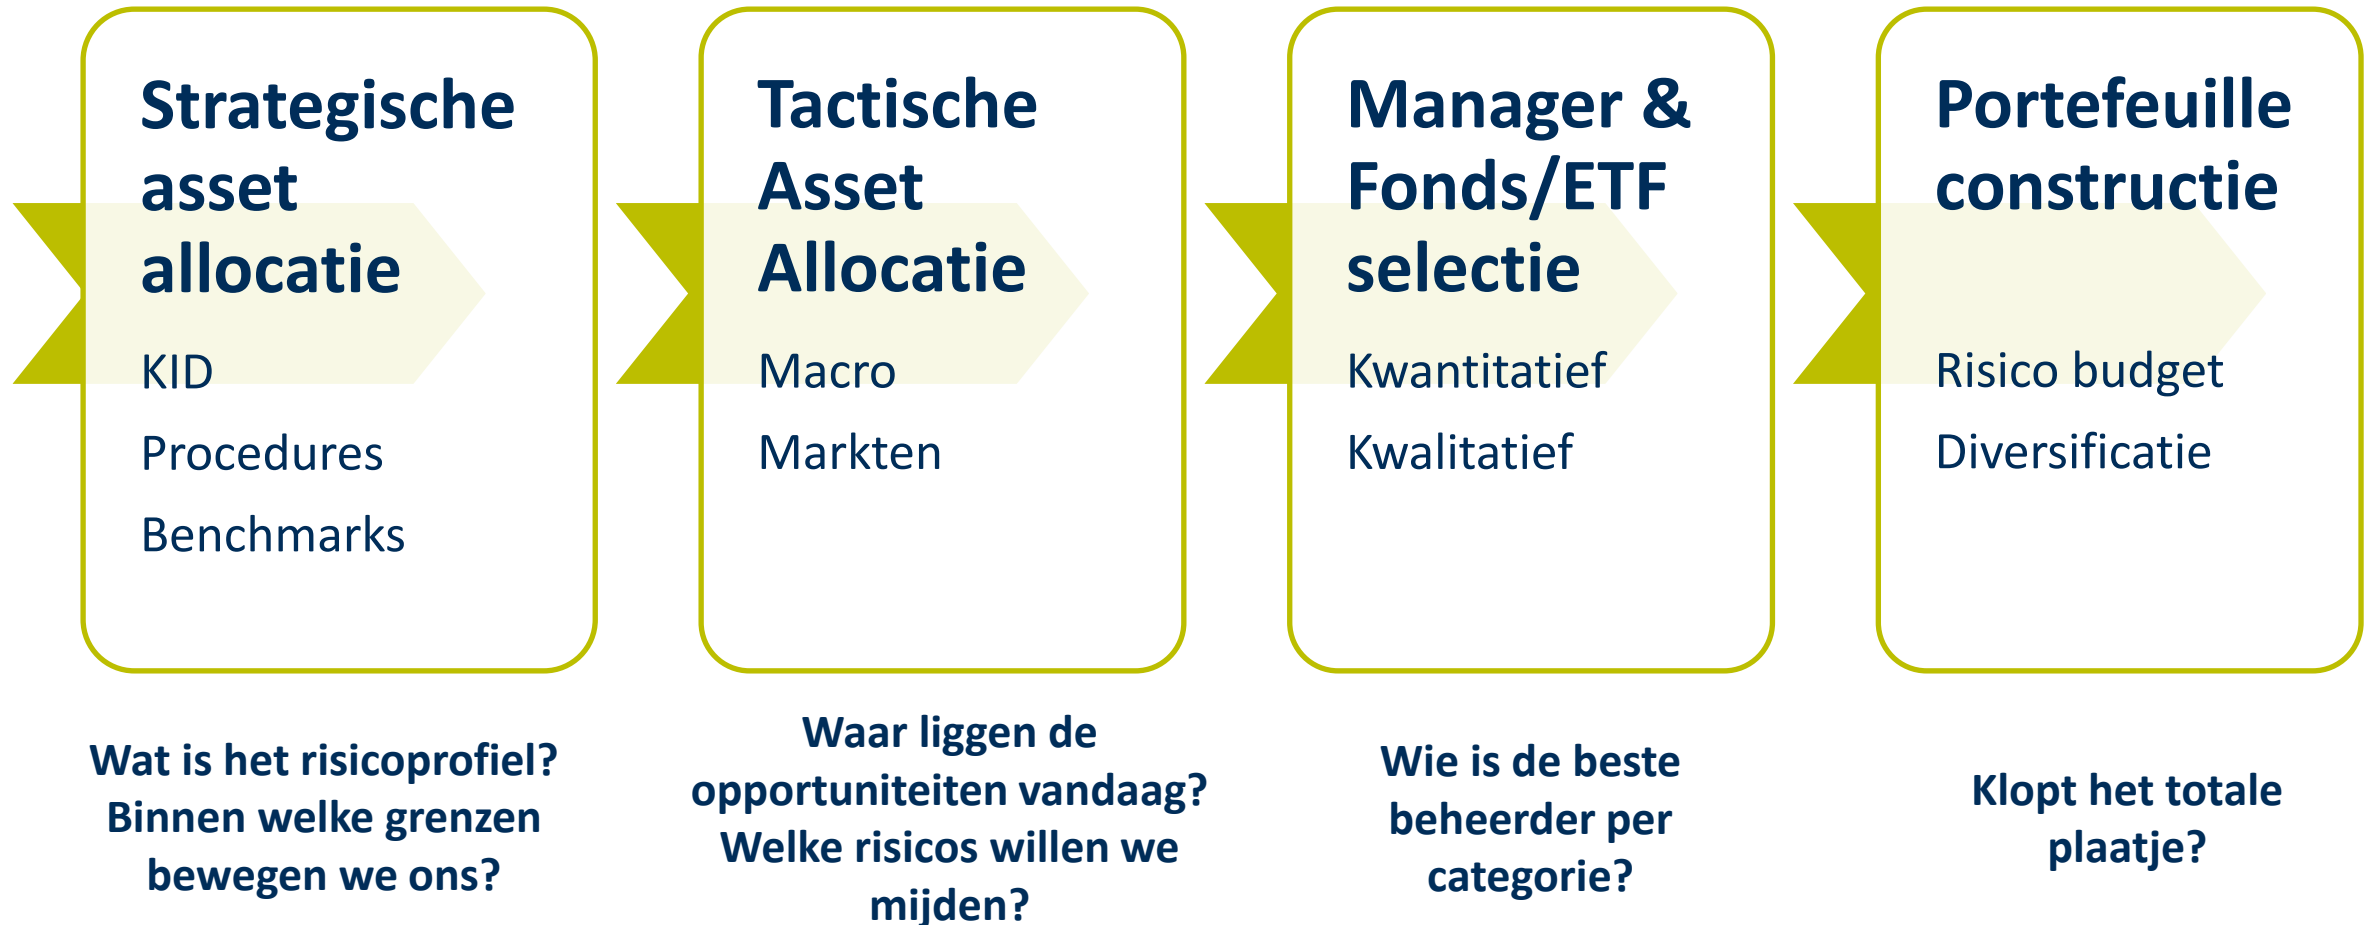 Strategische
asset
allocatie
KID
Procedures
Benchmarks
Wat is het risicoprofiel?
Binnen welke grenzen
bewegen we ons?
Tactische
Asset
Allocatie
Macro
Markten
Waar liggen de
opportuniteiten vandaag?
Welke risicos willen we
mijden?
Manager &
Fonds/ETF
selectie
Kwantitatief
Kwalitatief
Wie is de beste
beheerder per
categorie?
Portefeuille
constructie
Risico budget
Diversificatie
Klopt het totale
plaatje?